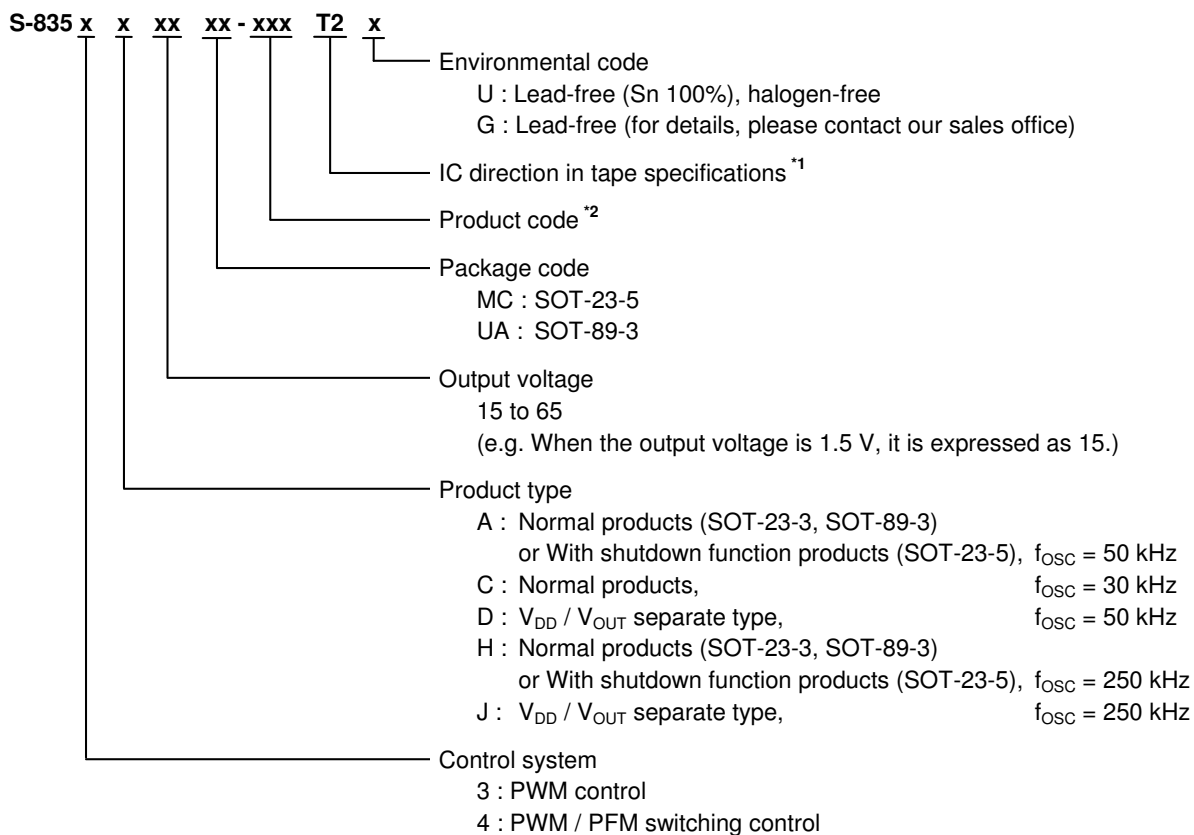 S-835 x x xx xx - xxx T2 x
Environmental code
U : Lead-free (Sn 100%), halogen-free
G : Lead-free (for details, please contact our sales office)
IC direction in tape specifications *1
Product code *2
Package code
MC : SOT-23-5
UA : SOT-89-3
Output voltage
15 to 65
(e.g. When the output voltage is 1.5 V, it is expressed as 15.)
Product type
A : Normal products (SOT-23-3, SOT-89-3)
or With shutdown function products (SOT-23-5), fOSC = 50 kHz
C : Normal products, fOSC = 30 kHz
D : VDD / VOUT separate type, fOSC = 50 kHz
H : Normal products (SOT-23-3, SOT-89-3)
or With shutdown function products (SOT-23-5), fOSC = 250 kHz
J : VDD / VOUT separate type, fOSC = 250 kHz
Control system
3 : PWM control
4 : PWM / PFM switching control